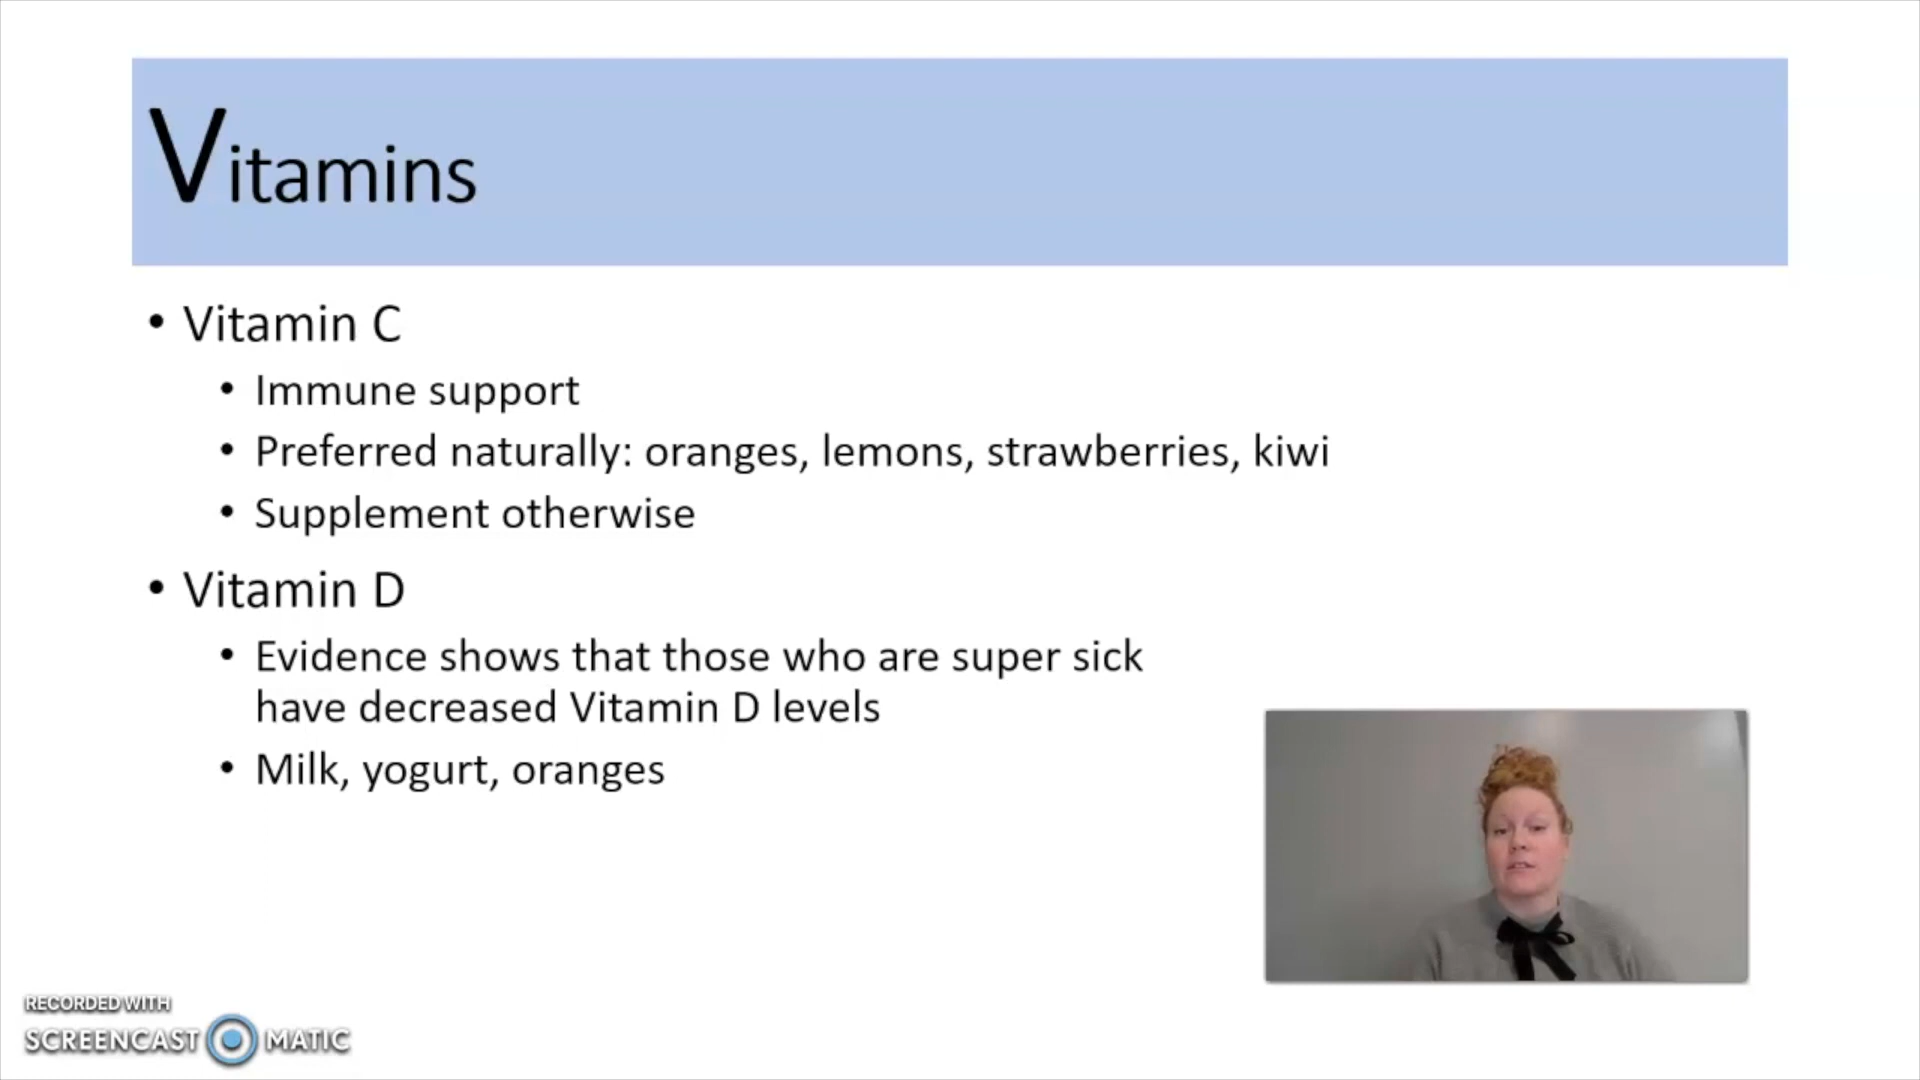 Vitamins
• Vitamin C
• Immune support
• Preferred naturally: oranges, lemons, strawberries, kiwi
• Supplement otherwise
• Vitamin D
• Evidence shows that those who are super sick
have decreased Vitamin D levels
• Milk, yogurt, oranges
RECORDED WITH
SCREENCAST MATIC